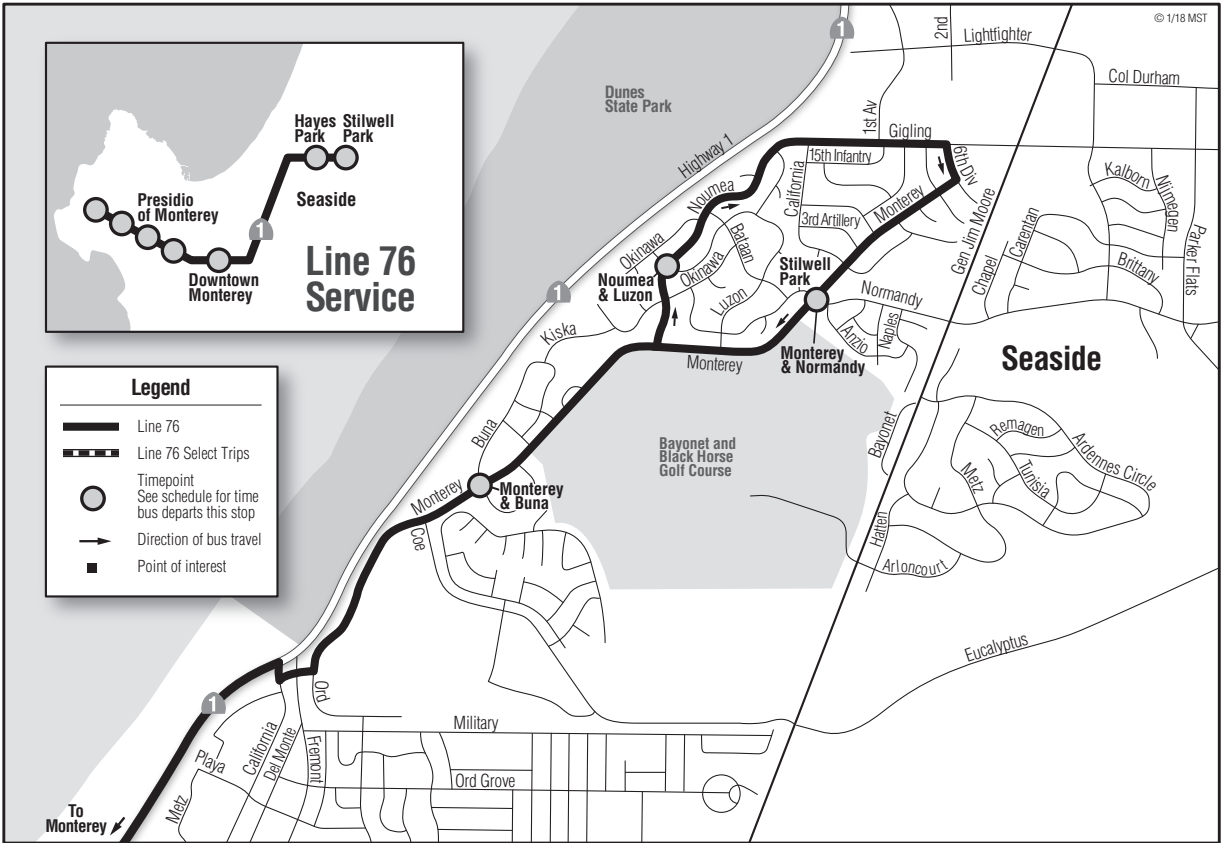 © 1/18 MST
Hayes
Park
Stilwell
Park
Presidio
of Monterey
Seaside
1
Downtown
Monterey
Line 76
Service
Legend
Line 76
Line 76 Select Trips
Timepoint
See schedule for time
bus departs this stop
Direction of bus travel
Point of interest
1
2nd
Lightfighter
Col Durham
Dunes
State Park
1st Av
Gigling
Highway 1
15th Infantry
6th Div
California
Noumea
Monterey
3rd Artillery
Kalborn
Nijmegen
Parker Flats
Gen Jim Moore
Carentan
Chapel
Brittany
Bataan
Okinawa
Okinawa
Noumea
& Luzon
Luzon
Stilwell
Park
Normandy
Naples
Anzio
1
Kiska
Monterey
Monterey
& Normandy
Seaside
Bayonet
Buna
Bayonet and
Black Horse
Golf Course
Remagen
Ardennes Circle
Metz
Tunisia
Monterey
Monterey
& Buna
Coe
Hatten
Arloncourt
Eucalyptus
1
Ord
Military
California
Del Monte
Fremont
Playa
Metz
Ord Grove
To
Monterey